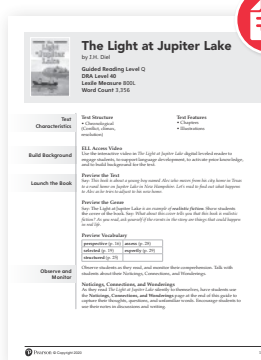 The Light at Jupiter Lake
by J.H. Diel
Guided Reading Level Q
DRA Level 40
Lexile Measure 800L
Word Count 3,356
Text
Characteristics
Text Structure
• Chronological
(Conflict, climax,
resolution)
Text Features
• Chapters
• Illustrations
Build Background
ELL Access Video
Use the interactive video in The Light at Jupiter Lake digital leveled reader to
engage students, to support language development, to activate prior knowledge,
and to build background for the text.
Launch the Book
Preview the Text
Say: This book is about a young boy named Alec who moves from his city home in Texas
to a rural home on Jupiter Lake in New Hampshire. Let's read to find out what happens
to Alec as he tries to adjust to his new home.
Preview the Genre
Say: The Light at Jupiter Lake is an example of realistic fiction. Show students
the cover of the book. Say: What about this cover tells you that this book is realistic
fiction? As you read, ask yourself if the events in the story are things that could happen
in real life.
Preview Vocabulary
perspective (p. 16) access (p. 28)
selected (p. 19) expertly (p. 29)
structured (p. 25)
Observe and
Monitor
Observe students as they read, and monitor their comprehension. Talk with
students about their Noticings, Connections, and Wonderings.
Noticings, Connections, and Wonderings
As they read The Light at Jupiter Lake identify to themselves, have students use
the Noticings, Connections, and Wonderings page at the end of this guide to
capture their thoughts, questions, and unfamiliar words. Encourage students to
use their notes in discussions and writing.
Pearson © Copyright 2020